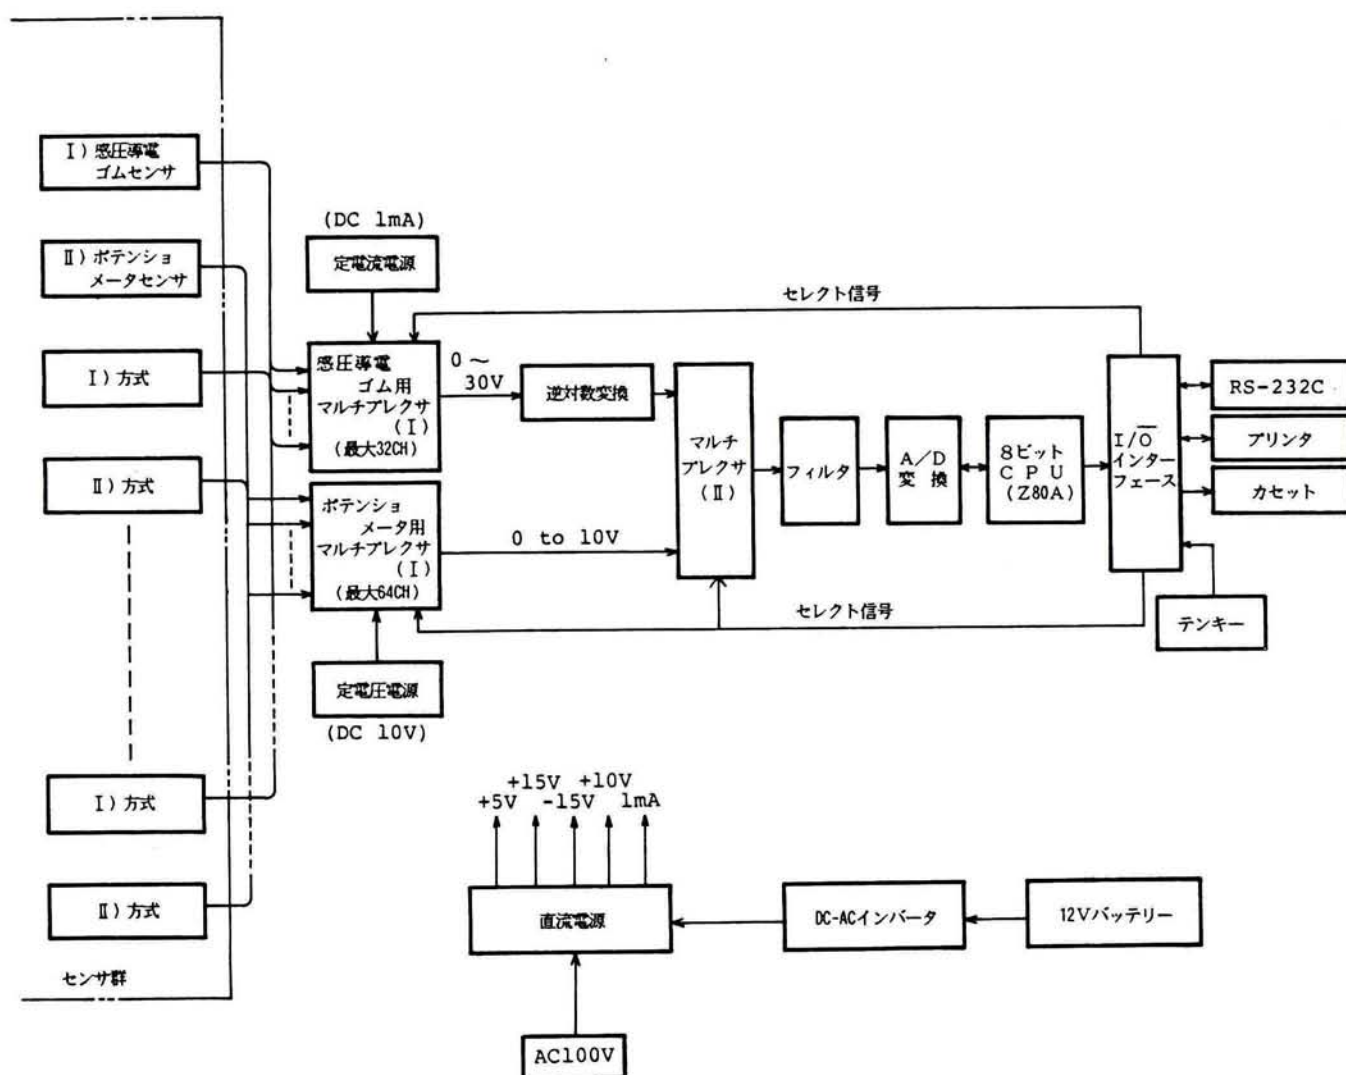 Ⅰ)感圧導電
ゴムセンサ
Ⅱ)ポテンショ
メータセンサ
Ⅰ)方式
Ⅱ)方式
Ⅰ)方式
Ⅱ)方式
センサ群
(DC 1mA)
定電流電源
感圧導電
ゴム用
マルチプレクサ
(Ⅰ)
(最大32CH)
0～
30V
逆対数変換
ポテンショ
メータ用
マルチプレクサ
(Ⅰ)
(最大64CH)
0 to 10V
定電圧電源
(DC 10V)
セレクト信号
マルチ
プレクサ
(Ⅱ)
フィルタ
A/D
変換
8ビット
CPU
(Z80A)
I/O̅
インター
フェース
RS-232C
プリンタ
カセット
テンキー
セレクト信号
+15V +10V
+5V -15V 1mA
直流電源
DC-ACインバータ
12Vバッテリー
AC100V